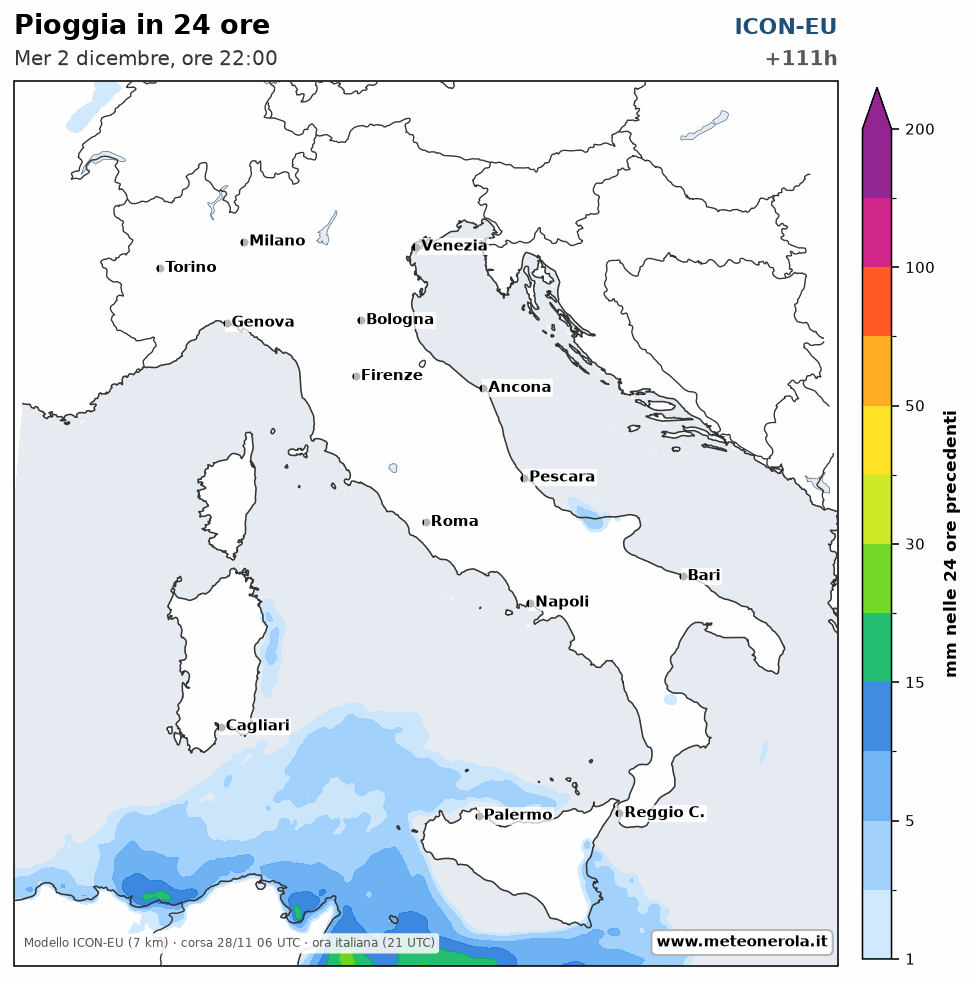 Pioggia in 24 ore
ICON-EU
Mer 2 dicembre, ore 22:00
+111h
200
Milano
Venezia
Torino
100
Genova
Bologna
Firenze
Ancona
50
Pescara
Roma
30
Bari
Napoli
mm nelle 24 ore precedenti
15
Cagliari
Palermo
Reggio C.
5
Modello ICON-EU (7 km) · corsa 28/11 06 UTC · ora italiana (21 UTC)
www.meteonerola.it
1